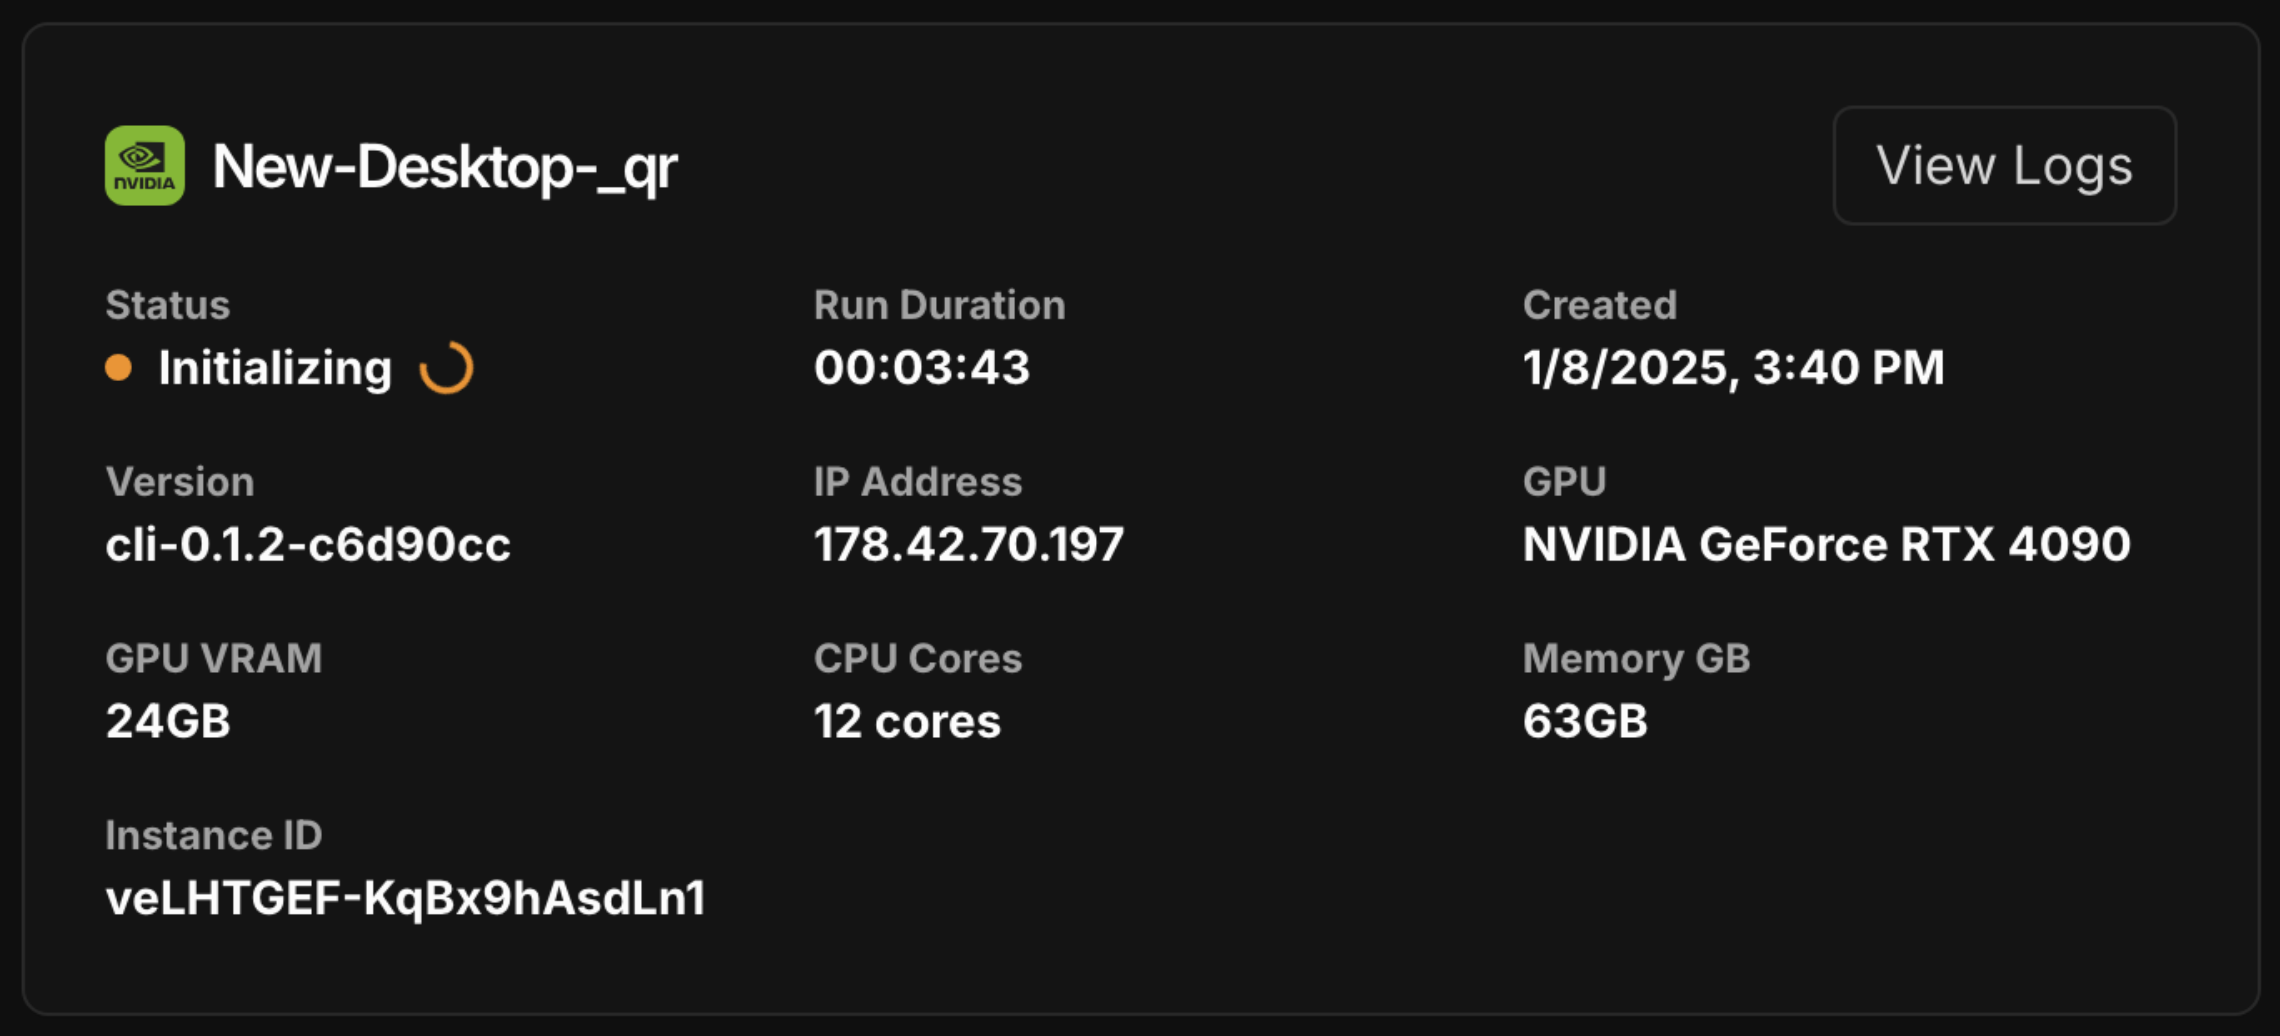 NVIDIA
New-Desktop-_qr
View Logs
Status
Run Duration
Created
Initializing
00:03:43
1/8/2025, 3:40 PM
Version
IP Address
GPU
cli-0.1.2-c6d90cc
178.42.70.197
NVIDIA GeForce RTX 4090
GPU VRAM
CPU Cores
Memory GB
24GB
12 cores
63GB
Instance ID
veLHTGEF-KqBx9hAsdLn1